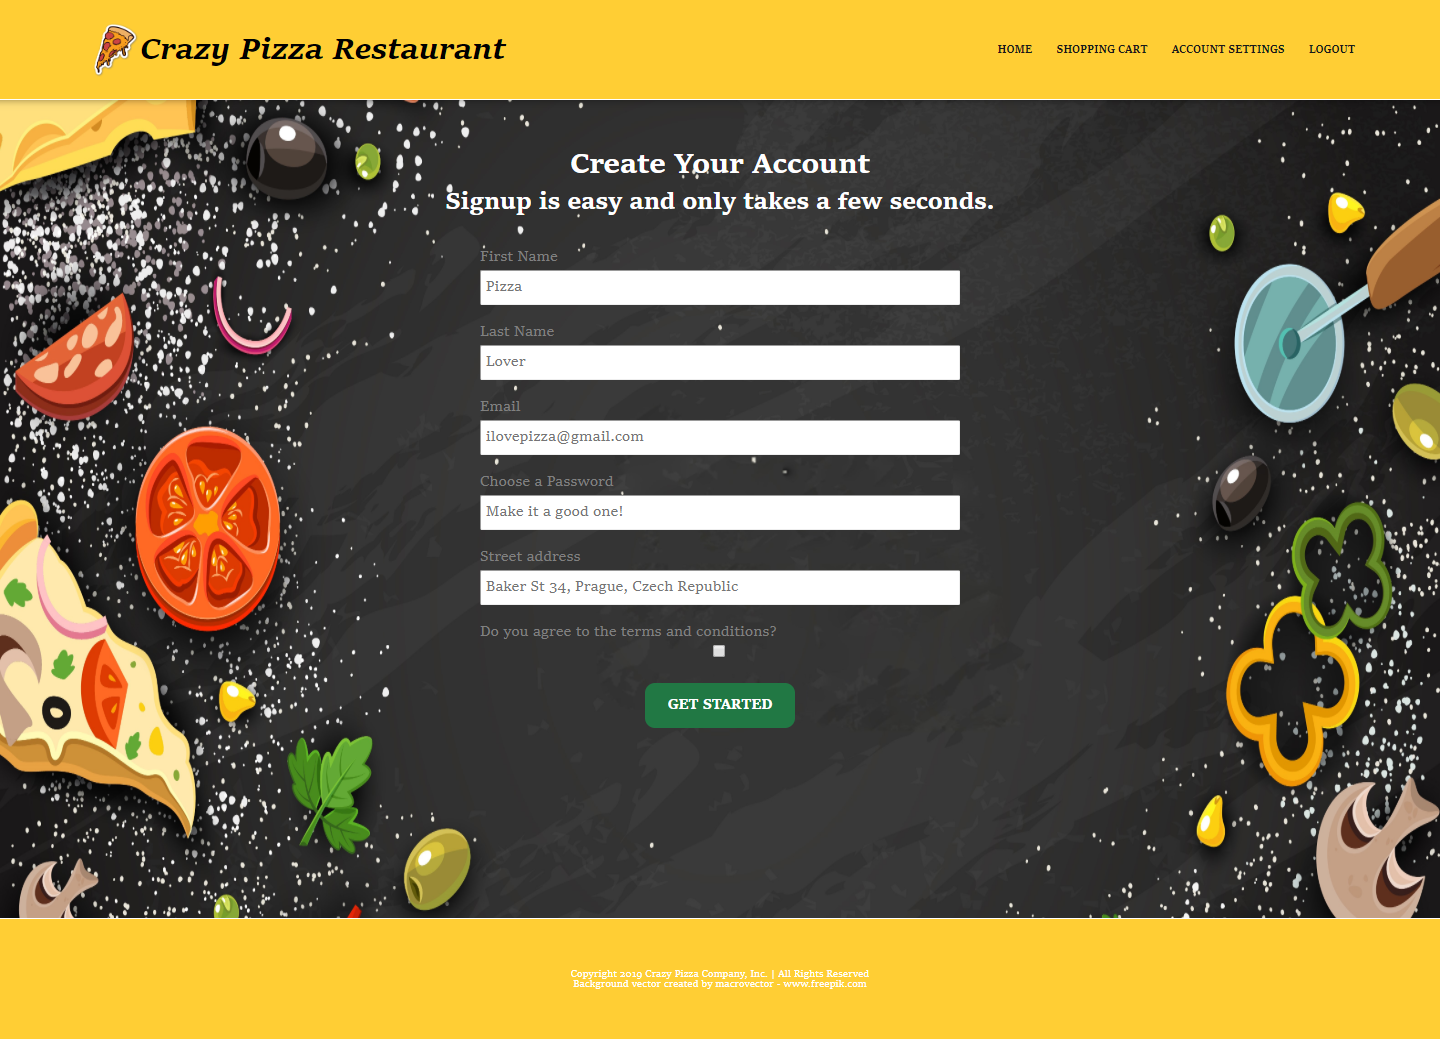 Crazy Pizza Restaurant
HOME SHOPPING CART ACCOUNT SETTINGS LOGOUT
Create Your Account
Signup is easy and only takes a few seconds.
First Name
Pizza
Last Name
Lover
Email
ilovepizza@gmail.com
Choose a Password
Make it a good one!
Street address
Baker St 34, Prague, Czech Republic
Do you agree to the terms and conditions?
GET STARTED
Copyright 2019 Crazy Pizza Company, Inc. | All Rights Reserved
Background vector created by macrovector - www.freepik.com